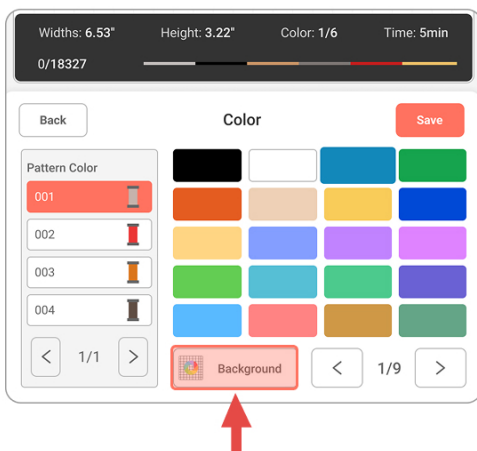 Widths: 6.53" Height: 3.22" Color: 1/6 Time: 5min
0/18327
Back Color Save
Pattern Color
001
002
003
004
< 1/1 >
Background < 1/9 >